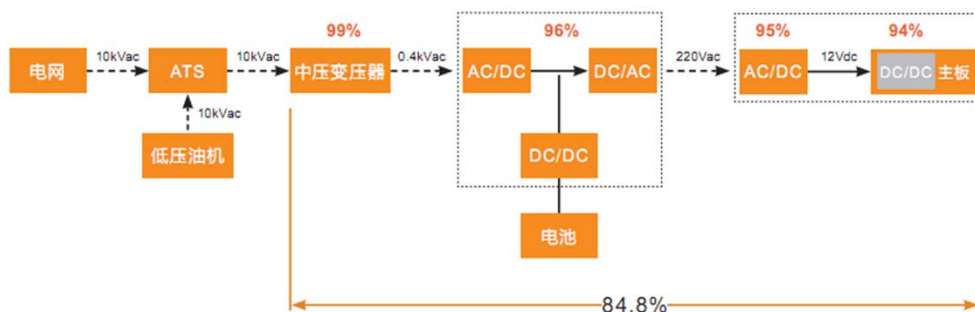 99%
96%
95%
94%
电网
10kVac
ATS
10kVac
中压变压器
0.4kVac
AC/DC
DC/AC
220Vac
AC/DC
12Vdc
DC/DC 主板
10kVac
低压油机
DC/DC
电池
84.8%